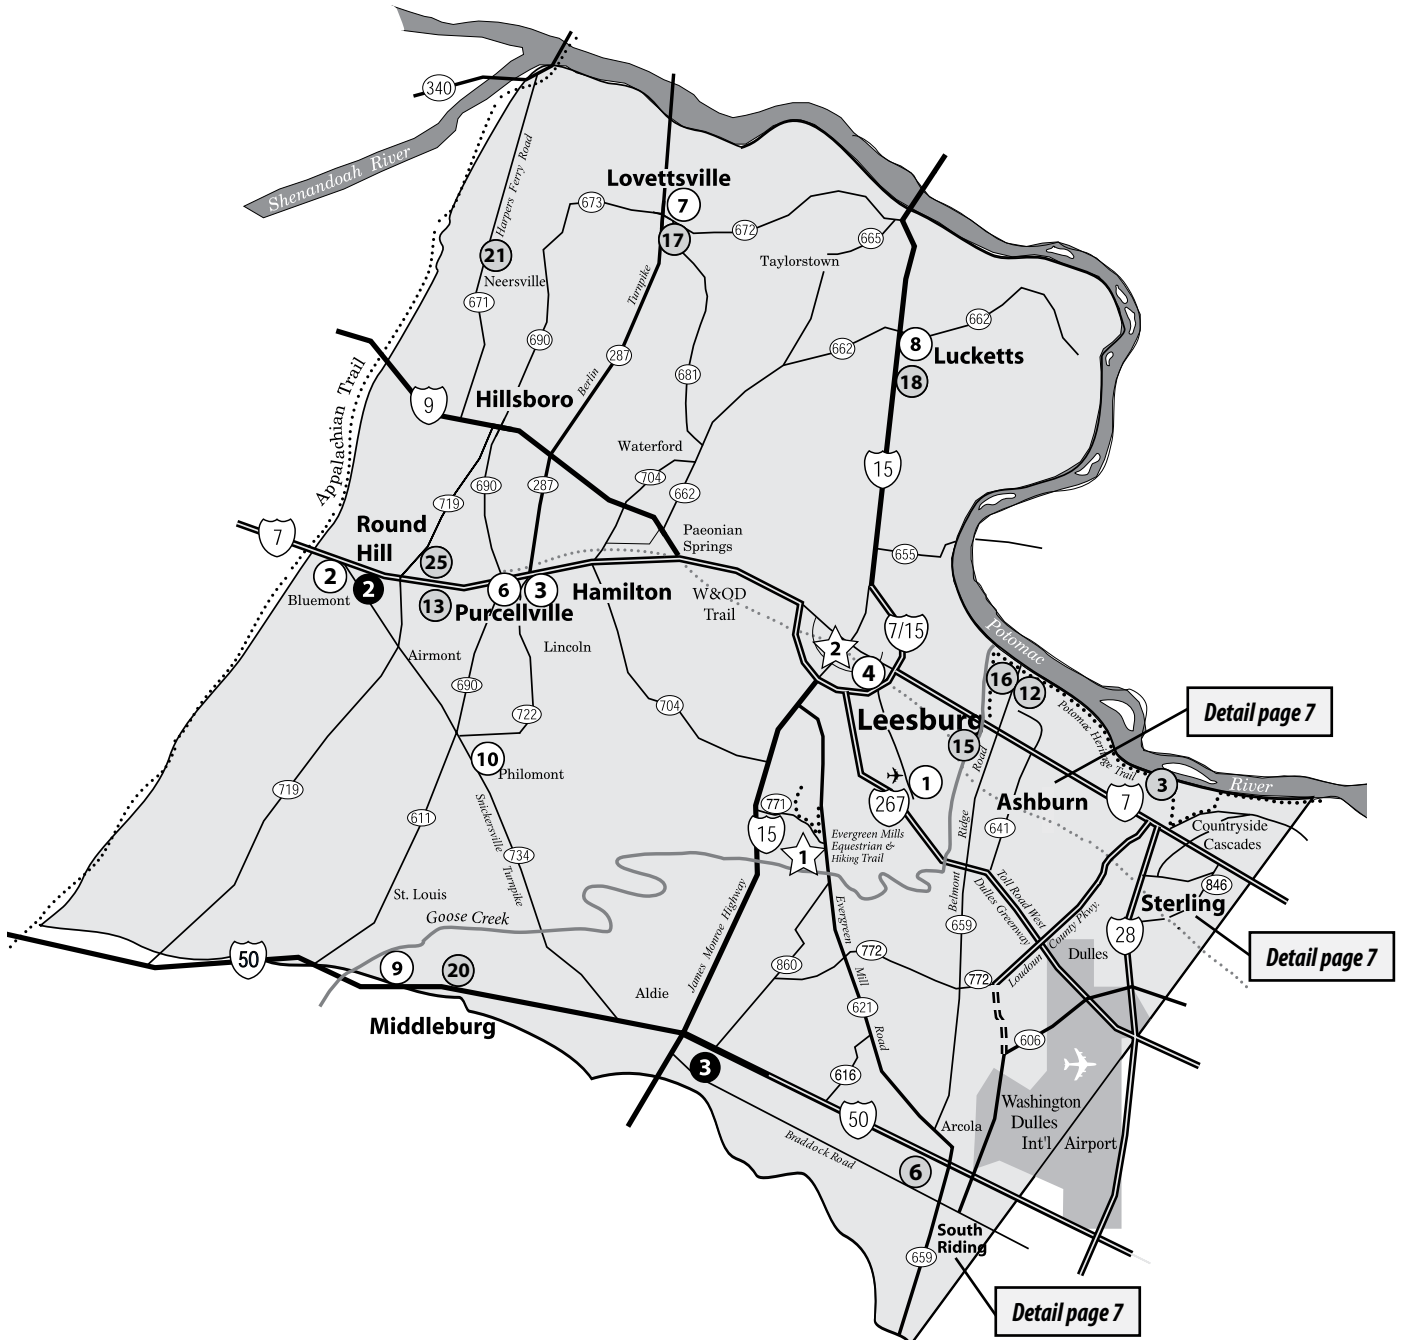 340
Shenandoah River
Harpers Ferry Road
Lovettsville
7
673
17
672
665
21
Neersville
Taylorstown
671
Turnpike
690
662
287
662
8
Lucketts
18
681
Berlin
Appalachian Trail
9
Hillsboro
Waterford
15
704
690
287
662
719
Round
Hill
7
Paeonian
Springs
655
25
2
2
Bluemont
6
3
Hamilton
W&OD
Trail
13
Purcellville
7/15
Potomac
2
4
Airmont
Lincoln
16
12
690
704
722
Leesburg
15
Potomac Heritage Trail
Detail page 7
10
Philomont
Road
1
3
River
719
771
267
Ashburn
7
Snickersville
Turnpike
611
15
Evergreen Mills
Equestrian &
Hiking Trail
Ridge
641
Countryside
Cascades
1
734
846
St. Louis
Goose Creek
James Monroe Highway
Evergreen
Mill
Road
Belmont
Toll Road West
Dulles Greenway
Loudoun County Pkwy.
Sterling
659
28
50
772
Dulles
Detail page 7
9
20
860
772
Aldie
621
Middleburg
606
3
616
Washington
Dulles
Int'l Airport
50
Arcola
Braddock Road
6
South
Riding
659
Detail page 7